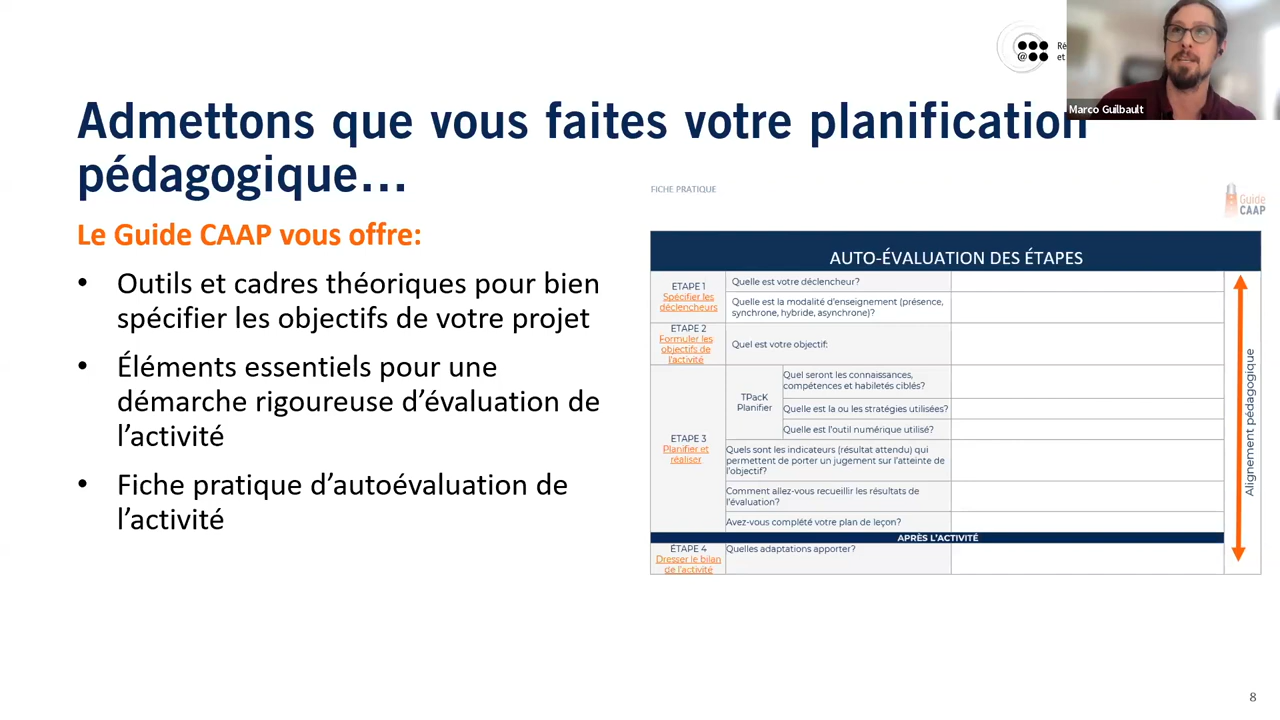 Ré
@
et
Marco Guilbault
Admettons que vous faites votre planification
pédagogique...
Le Guide CAAP vous offre:
• Outils et cadres théoriques pour bien
spécifier les objectifs de votre projet
• Éléments essentiels pour une
démarche rigoureuse d’évaluation de
l’activité
• Fiche pratique d’autoévaluation de
l’activité
FICHE PRATIQUE
Guide
CAAP
AUTO-ÉVALUATION DES ÉTAPES
ETAPE 1
Spécifier les
déclencheurs
Quelle est votre déclencheur?
Quelle est la modalité d'enseignement (présence,
synchrone, hybride, asynchrone)?
ETAPE 2
Formuler les
objectifs de
l'activité
Quel est votre objectif:
ETAPE 3
Planifier et
réaliser
TPacK
Planifier
Quel seront les connaissances,
compétences et habiletés ciblés?
Quelle est la ou les stratégies utilisées?
Quelle est l'outil numérique utilisé?
Quels sont les indicateurs (résultat attendu) qui
permettent de porter un jugement sur l'atteinte de
l'objectif?
Comment allez-vous recueillir les résultats de
l'évaluation?
Avez-vous complété votre plan de leçon?
APRÈS L'ACTIVITÉ
ÉTAPE 4
Dresser le bilan
de l'activité
Quelles adaptations apporter?
Alignement pédagogique
8